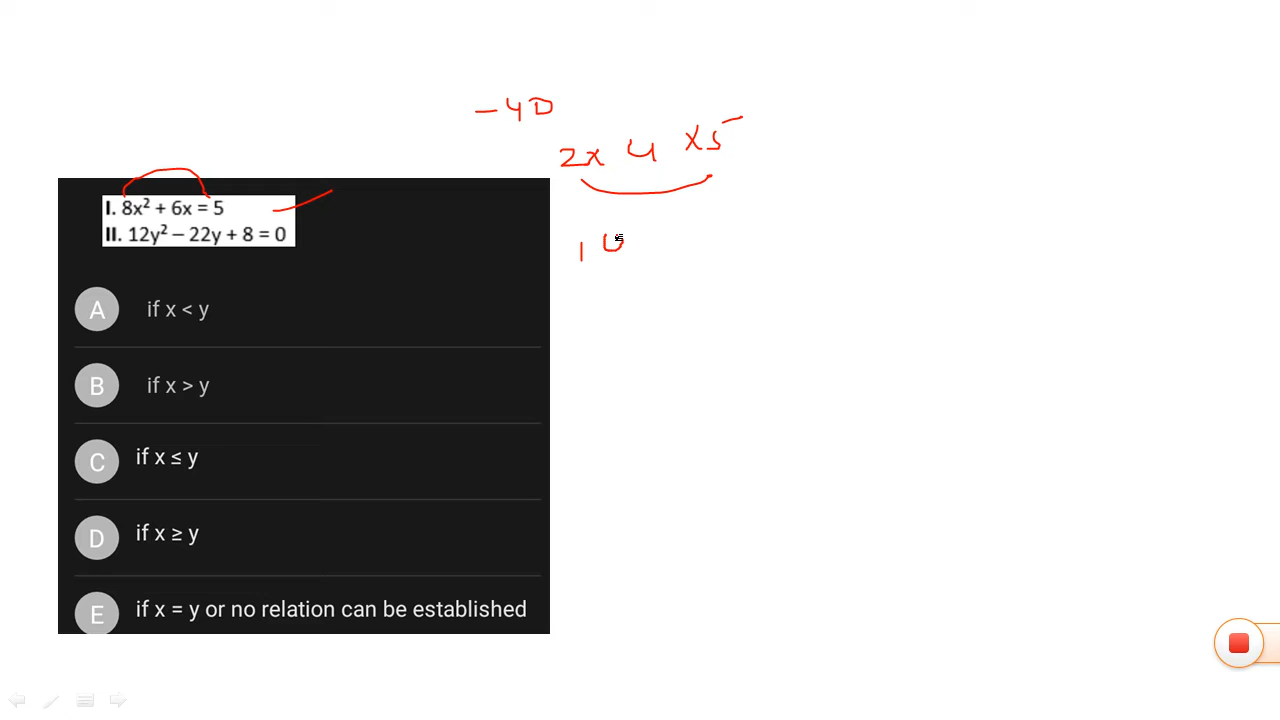 -40
2x 4 x5
I. 8x² + 6x = 5
II. 12y² – 22y + 8 = 0
10
A if x < y
B if x > y
C if x ≤ y
D if x ≥ y
E if x = y or no relation can be established